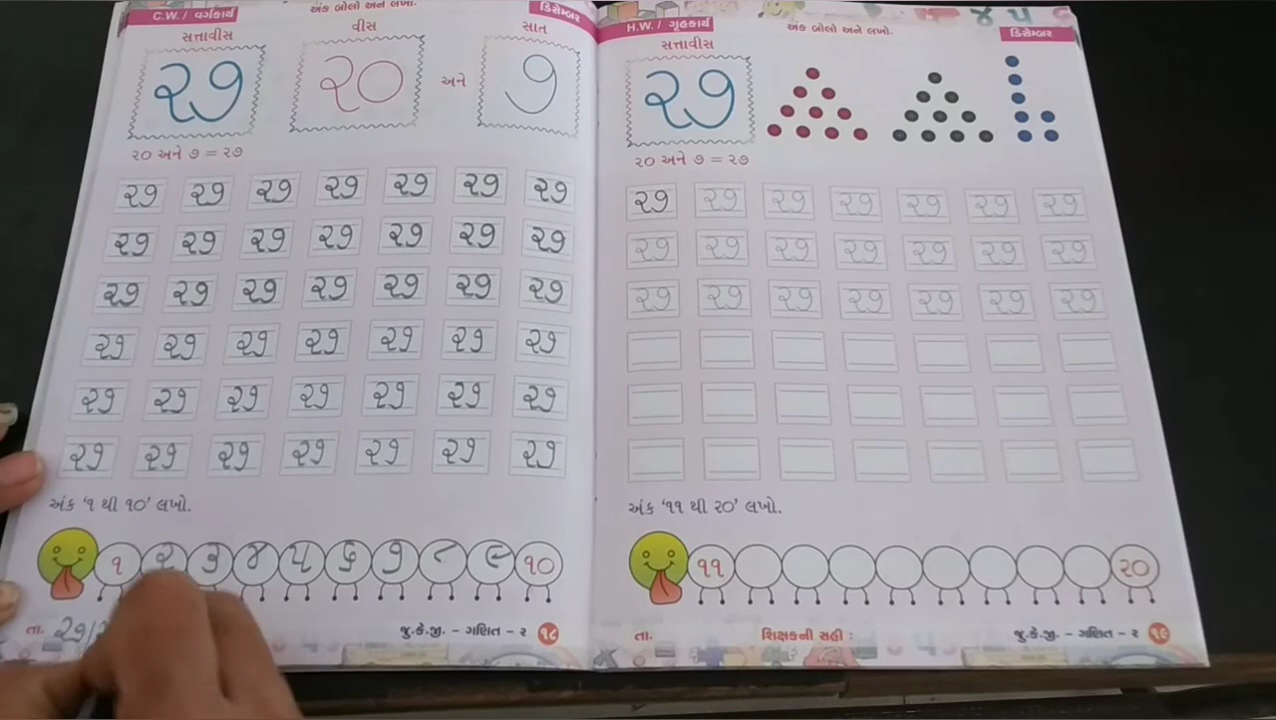 C.W. / વર્ગકાર્ય
અંક બોલો અને લખો.
ડિસેમ્બર
સત્તાવીસ
વીસ
સાત
૨૭
૨૦
અને
૭
૨૦ અને ૭ = ૨૭
૨૭ ૨૭ ૨૭ ૨૭ ૨૭ ૨૭ ૨૭
૨૭ ૨૭ ૨૭ ૨૭ ૨૭ ૨૭ ૨૭
૨૭ ૨૭ ૨૭ ૨૭ ૨૭ ૨૭ ૨૭
૨૭ ૨૭ ૨૭ ૨૭ ૨૭ ૨૭ ૨૭
૨૭ ૨૭ ૨૭ ૨૭ ૨૭ ૨૭ ૨૭
૨૭ ૨૭ ૨૭ ૨૭ ૨૭ ૨૭ ૨૭
અંક '૧ થી ૧૦' લખો.
૧ ૨ ૩ ૪ ૫ ૬ ૭ ૮ ૯ ૧૦
તા. ૨૭/
જુ.કે.જી. - ગણિત - ૨ ૧૮
૪ ૫
H.W. / ગૃહકાર્ય
અંક બોલો અને લખો.
ડિસેમ્બર
સત્તાવીસ
૨૭
૨૦ અને ૭ = ૨૭
૨૭ ૨૭ ૨૭ ૨૭ ૨૭ ૨૭ ૨૭
૨૭ ૨૭ ૨૭ ૨૭ ૨૭ ૨૭ ૨૭
૨૭ ૨૭ ૨૭ ૨૭ ૨૭ ૨૭ ૨૭
અંક '૧૧ થી ૨૦' લખો.
૧૧ ૨૦
તા.
શિક્ષકની સહી :
જુ.કે.જી. - ગણિત - ૨ ૧૯